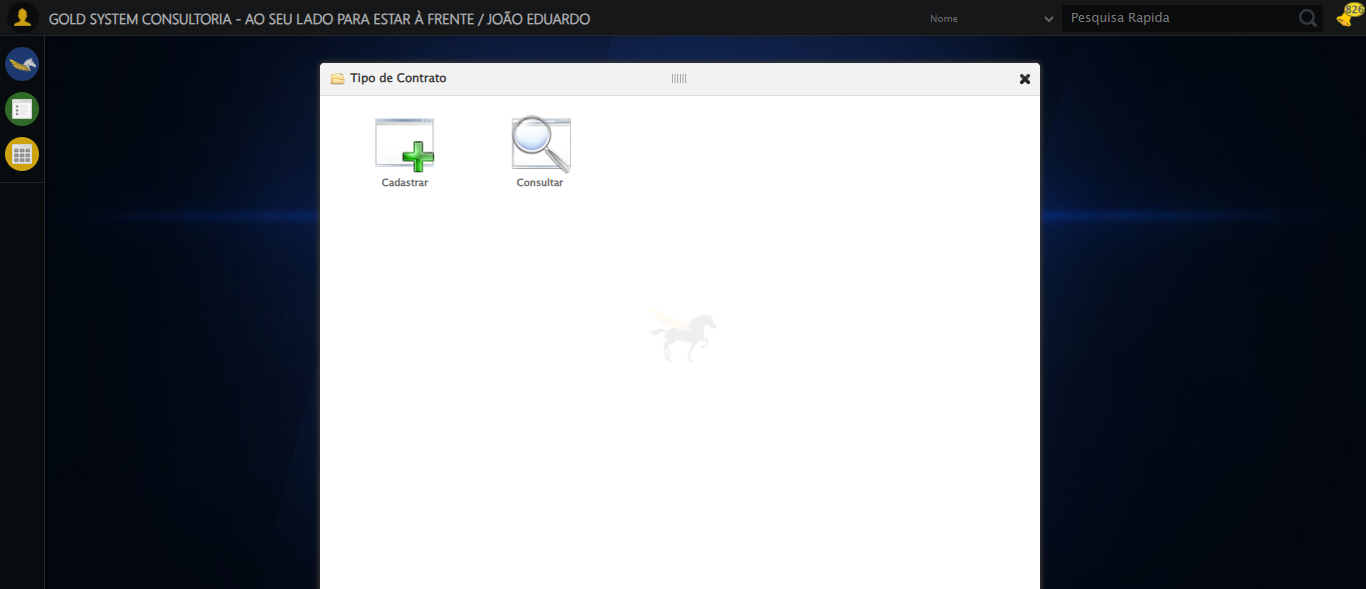 GOLD SYSTEM CONSULTORIA - AO SEU LADO PARA ESTAR À FRENTE / JOÃO EDUARDO
Nome
Pesquisa Rapida
826
Tipo de Contrato
Cadastrar
Consultar